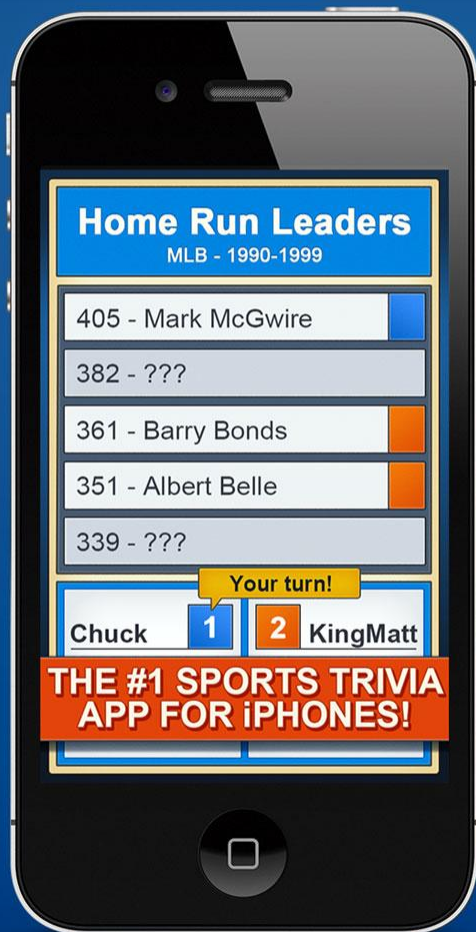 Home Run Leaders
MLB - 1990-1999
405 - Mark McGwire
382 - ???
361 - Barry Bonds
351 - Albert Belle
339 - ???
Your turn!
Chuck 1 2 KingMatt
THE #1 SPORTS TRIVIA
APP FOR iPHONES!